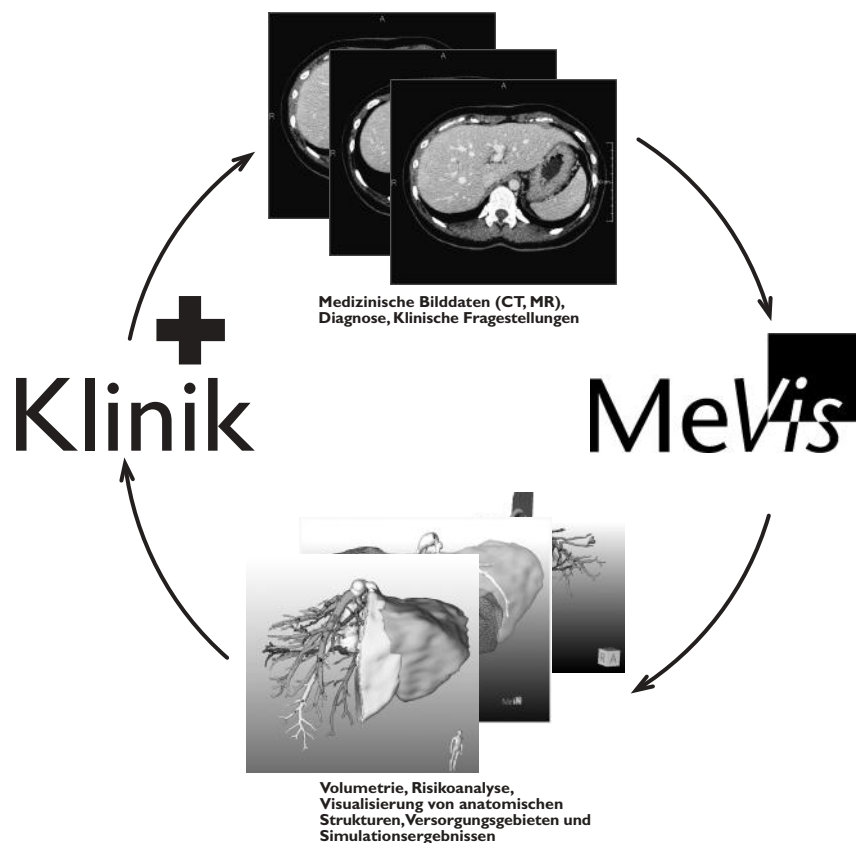 A
A
A
R
R
R
Medizinische Bilddaten (CT, MR),
Diagnose, Klinische Fragestellungen
Klinik
MeVis
R A
Volumetrie, Risikoanalyse,
Visualisierung von anatomischen
Strukturen, Versorgungsgebieten und
Simulationsergebnissen